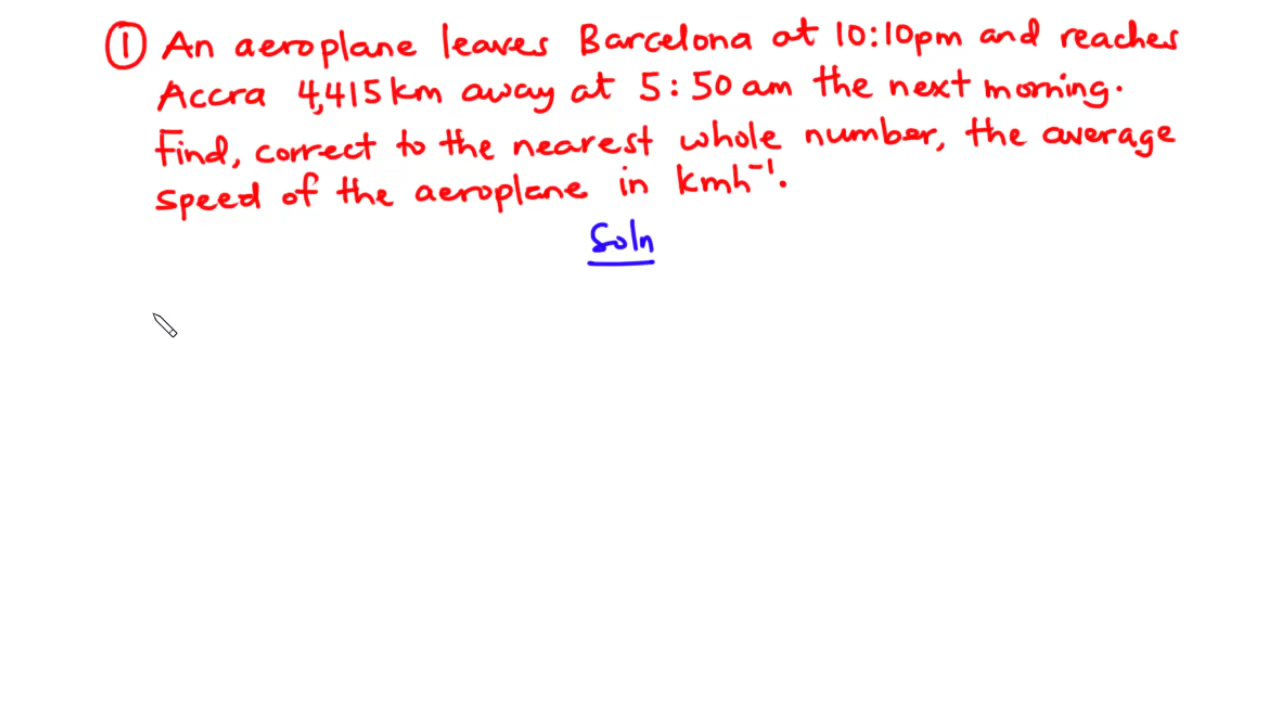 ① An aeroplane leaves Barcelona at 10:10pm and reaches
Accra 4,415km away at 5:50am the next morning.
Find, correct to the nearest whole number, the average
speed of the aeroplane in kmh⁻¹.
Soln